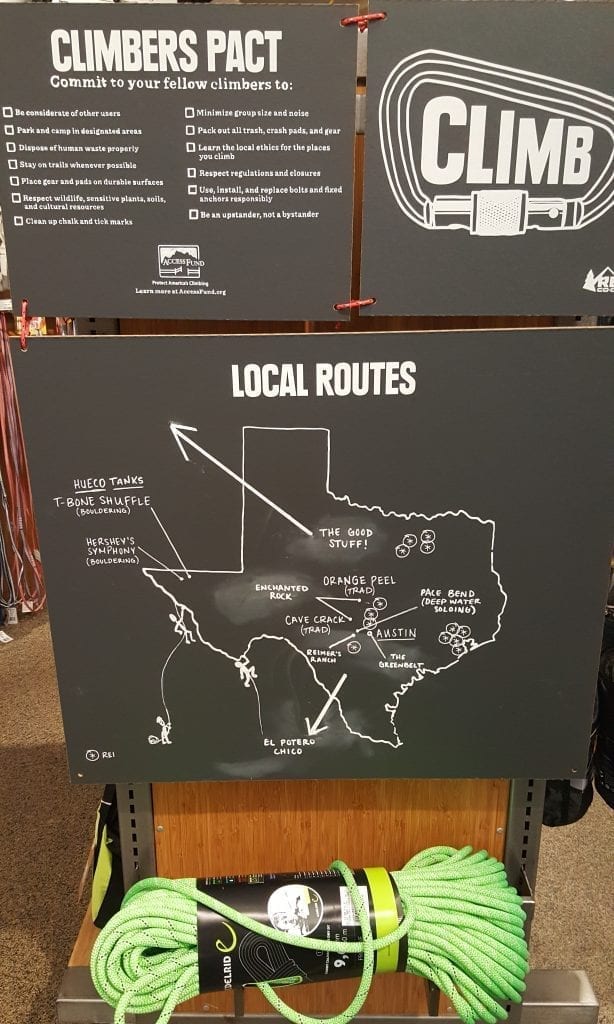 CLIMBERS PACT
Commit to your fellow climbers to:
Be considerate of other users
Park and camp in designated areas
Dispose of human waste properly
Stay on trails whenever possible
Place gear and pads on durable surfaces
Respect wildlife, sensitive plants, soils,
and cultural resources
Clean up chalk and tick marks
Minimize group size and noise
Pack out all trash, crash pads, and gear
Learn the local ethics for the places
you climb
Respect regulations and closures
Use, install, and replace bolts and fixed
anchors responsibly
Be an upstander, not a bystander
ACCESS FUND
Protect America's Climbing
Learn more at AccessFund.org
CLIMB
LOCAL ROUTES
HUECO TANKS
T-BONE SHUFFLE
(BOULDERING)
HERSHEY'S
SYMPHONY
(BOULDERING)
THE GOOD
STUFF!
ENCHANTED
ROCK
ORANGE PEEL
(TRAD)
CAVE CRACK
(TRAD)
PACE BEND
(DEEP WATER
SOLOING)
AUSTIN
REIMER'S
RANCH
THE
GREENBELT
EL POTERO
CHICO
REI
DELRID e